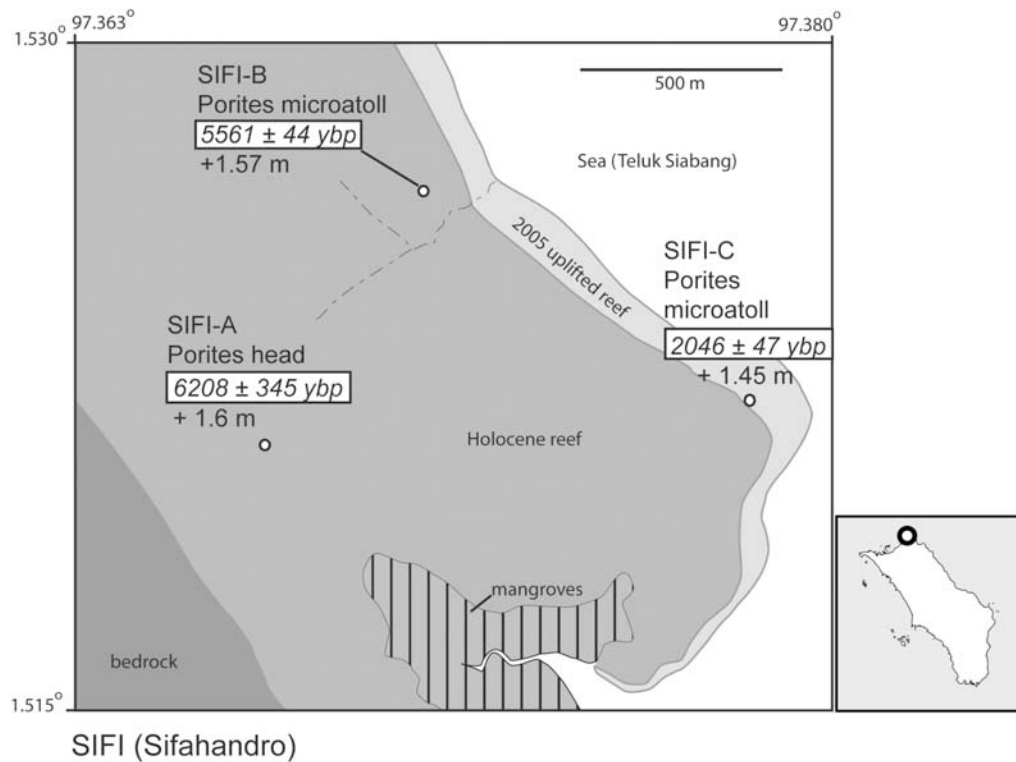 97.363°
97.380°
1.530°
SIFI-B
Porites microatoll
5561 ± 44 ybp
+1.57 m
500 m
Sea (Teluk Siabang)
2005 uplifted reef
SIFI-C
Porites
microatoll
2046 ± 47 ybp
+ 1.45 m
SIFI-A
Porites head
6208 ± 345 ybp
+ 1.6 m
Holocene reef
mangroves
bedrock
1.515°
SIFI (Sifahandro)